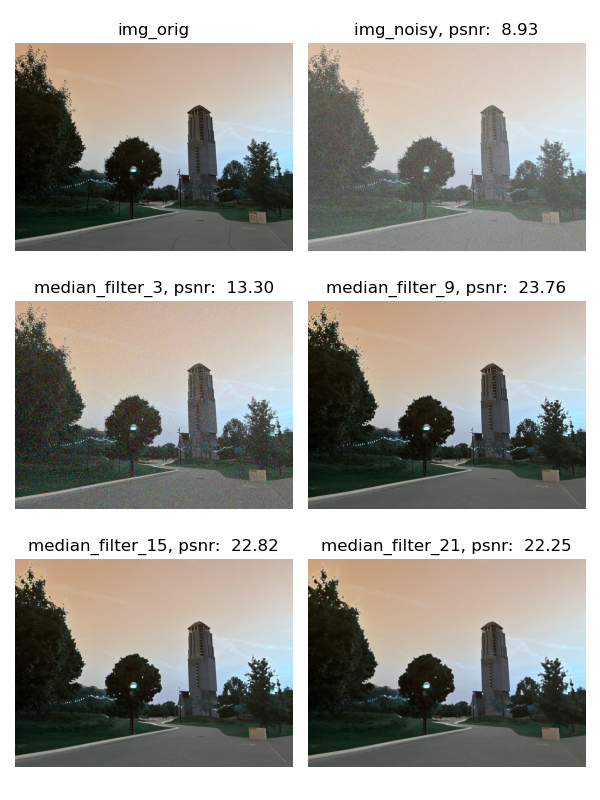 img_orig
img_noisy, psnr:  8.93
median_filter_3, psnr:  13.30
median_filter_9, psnr:  23.76
median_filter_15, psnr:  22.82
median_filter_21, psnr:  22.25